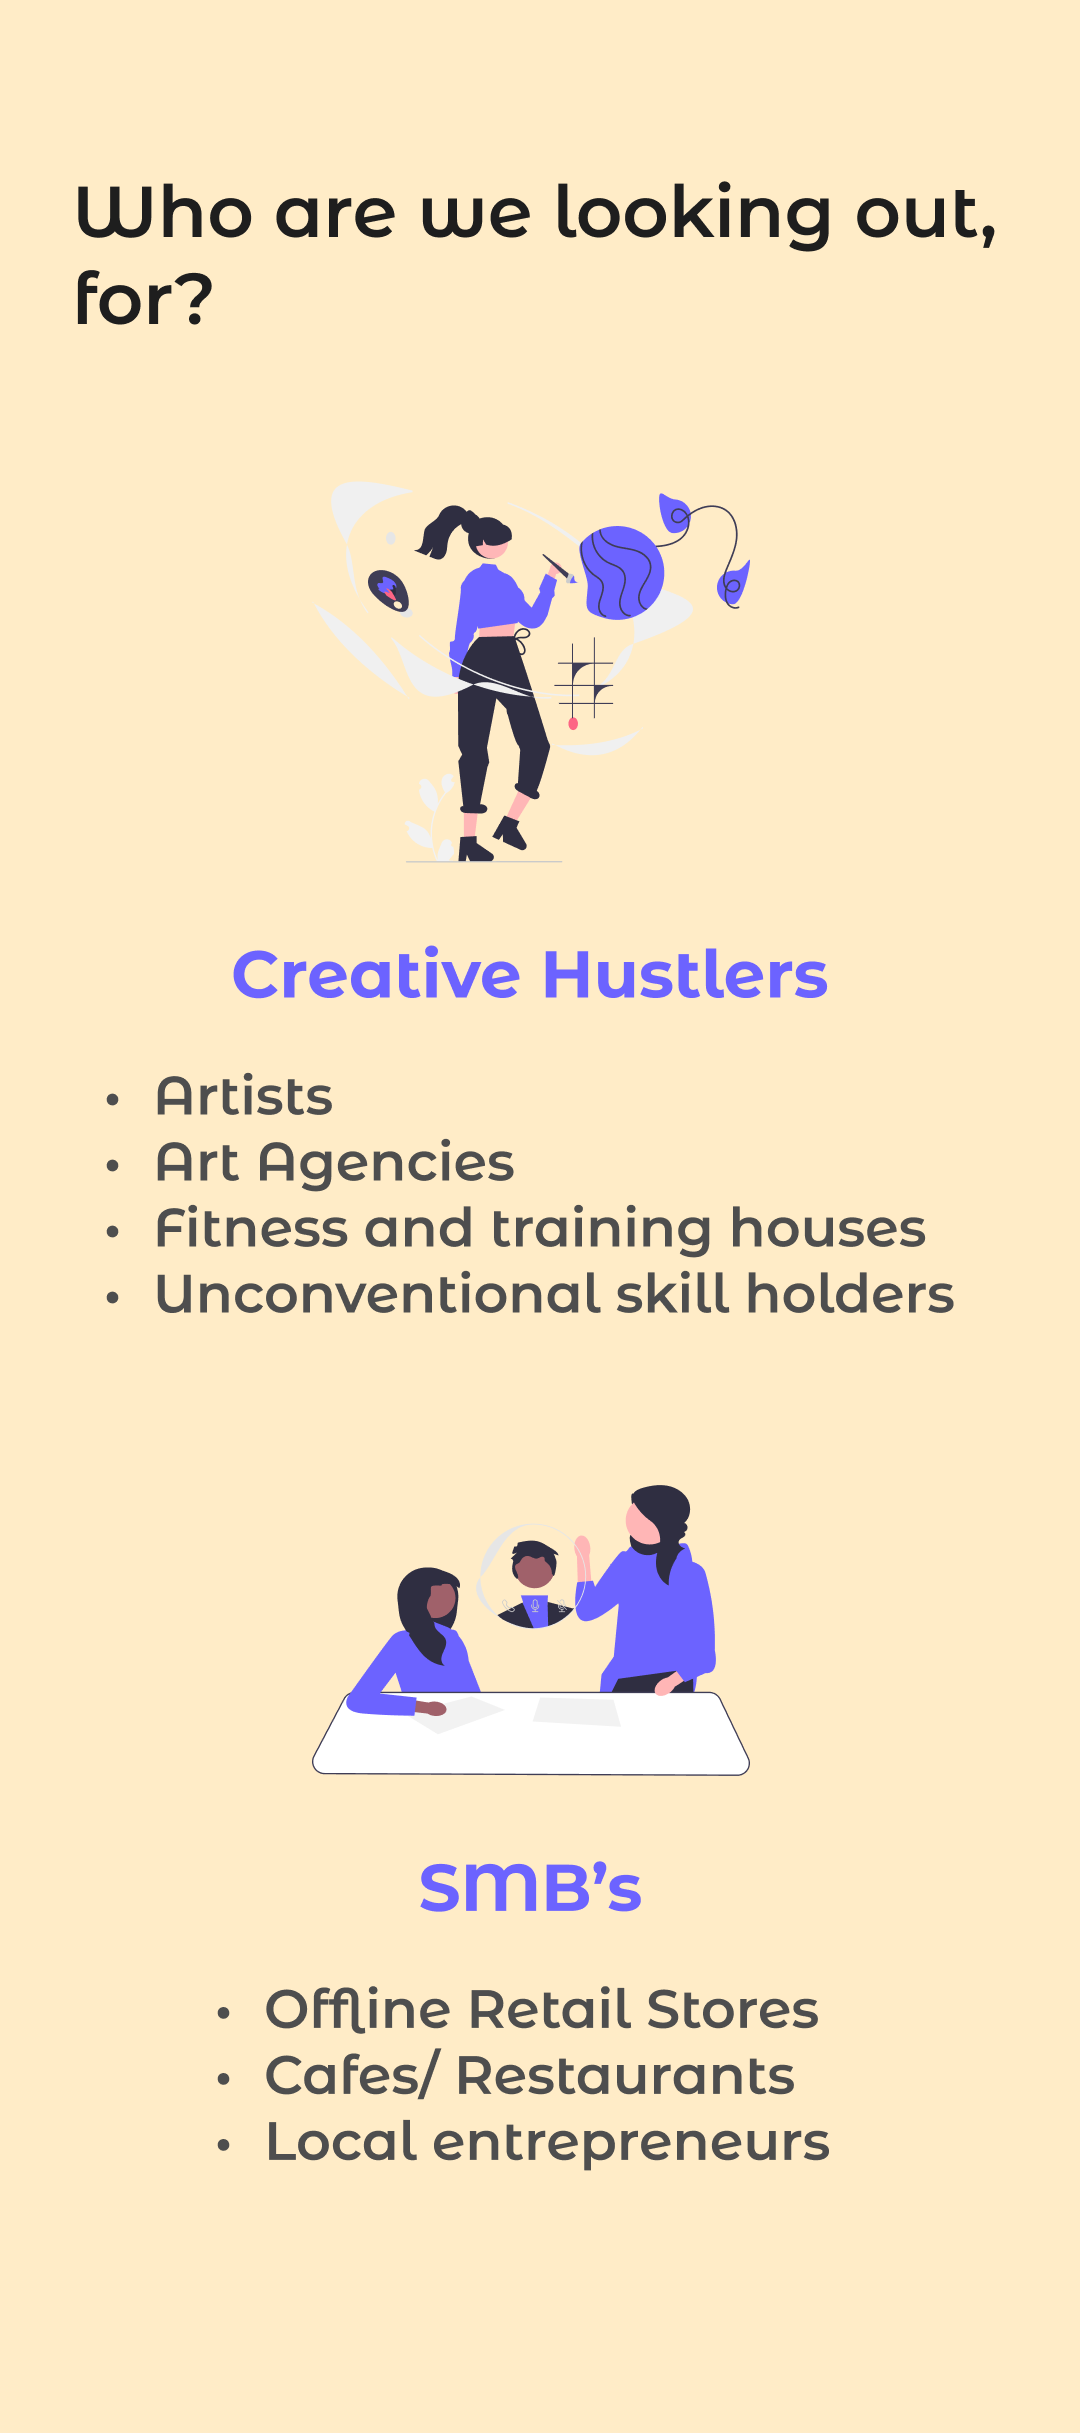 Who are we looking out,
for?
Creative Hustlers
• Artists
• Art Agencies
• Fitness and training houses
• Unconventional skill holders
SMB’s
• Offline Retail Stores
• Cafes/ Restaurants
• Local entrepreneurs